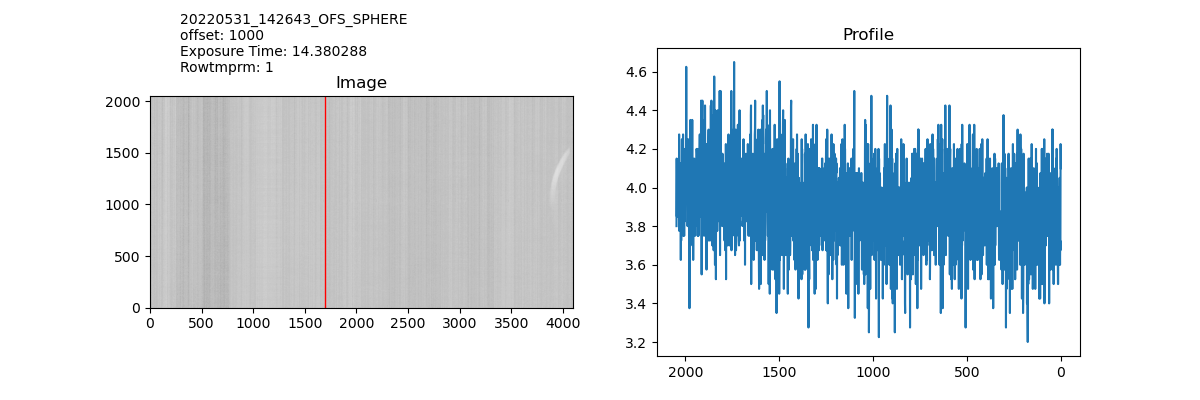 20220531_142643_OFS_SPHERE
offset: 1000
Exposure Time: 14.380288
Rowtmprm: 1
Image
2000
1500
1000
500
0
0 500 1000 1500 2000 2500 3000 3500 4000
Profile
4.6
4.4
4.2
4.0
3.8
3.6
3.4
3.2
2000 1500 1000 500 0